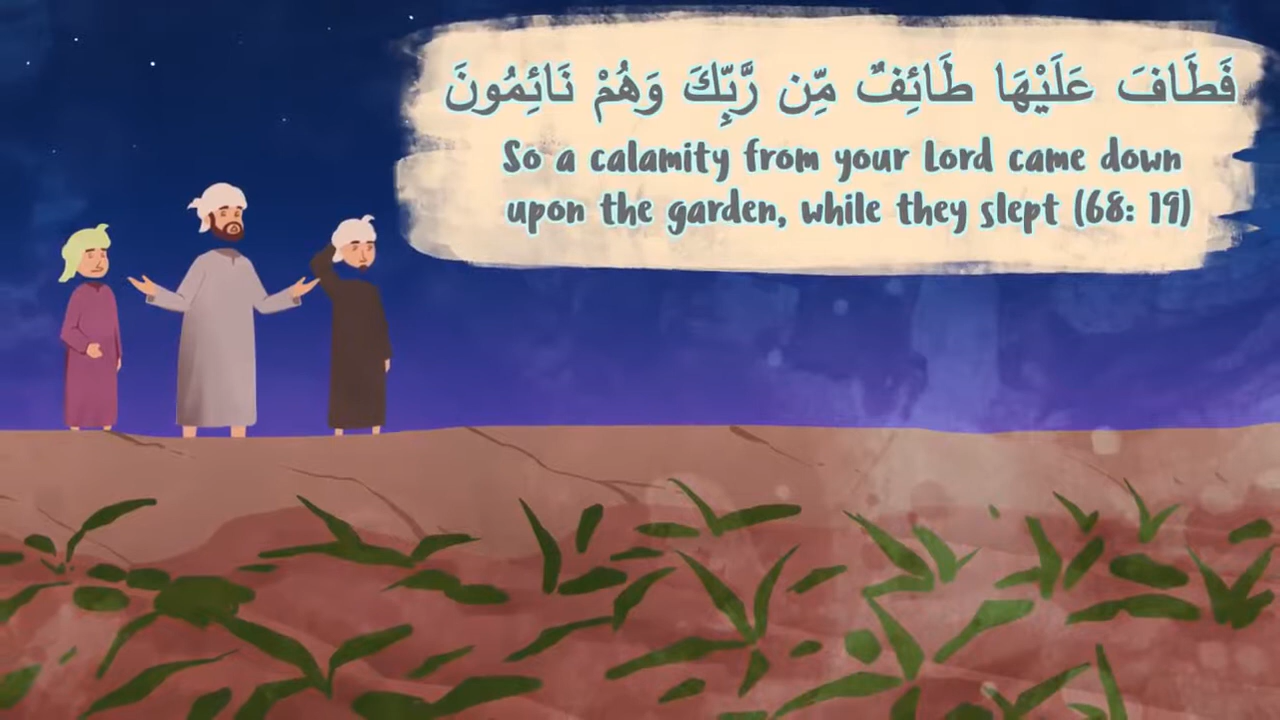 فَطَافَ عَلَيْهَا طَائِفٌ مِّن رَّبِّكَ وَهُمْ نَائِمُونَ
So a calamity from your Lord came down
upon the garden, while they slept (68: 19)